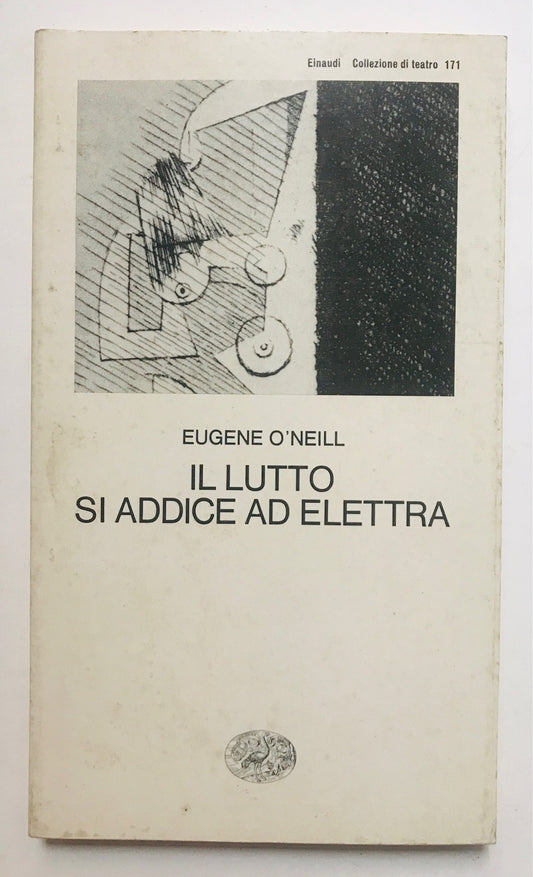 Einaudi Collezione di teatro 171
EUGENE O'NEILL
IL LUTTO
SI ADDICE AD ELETTRA